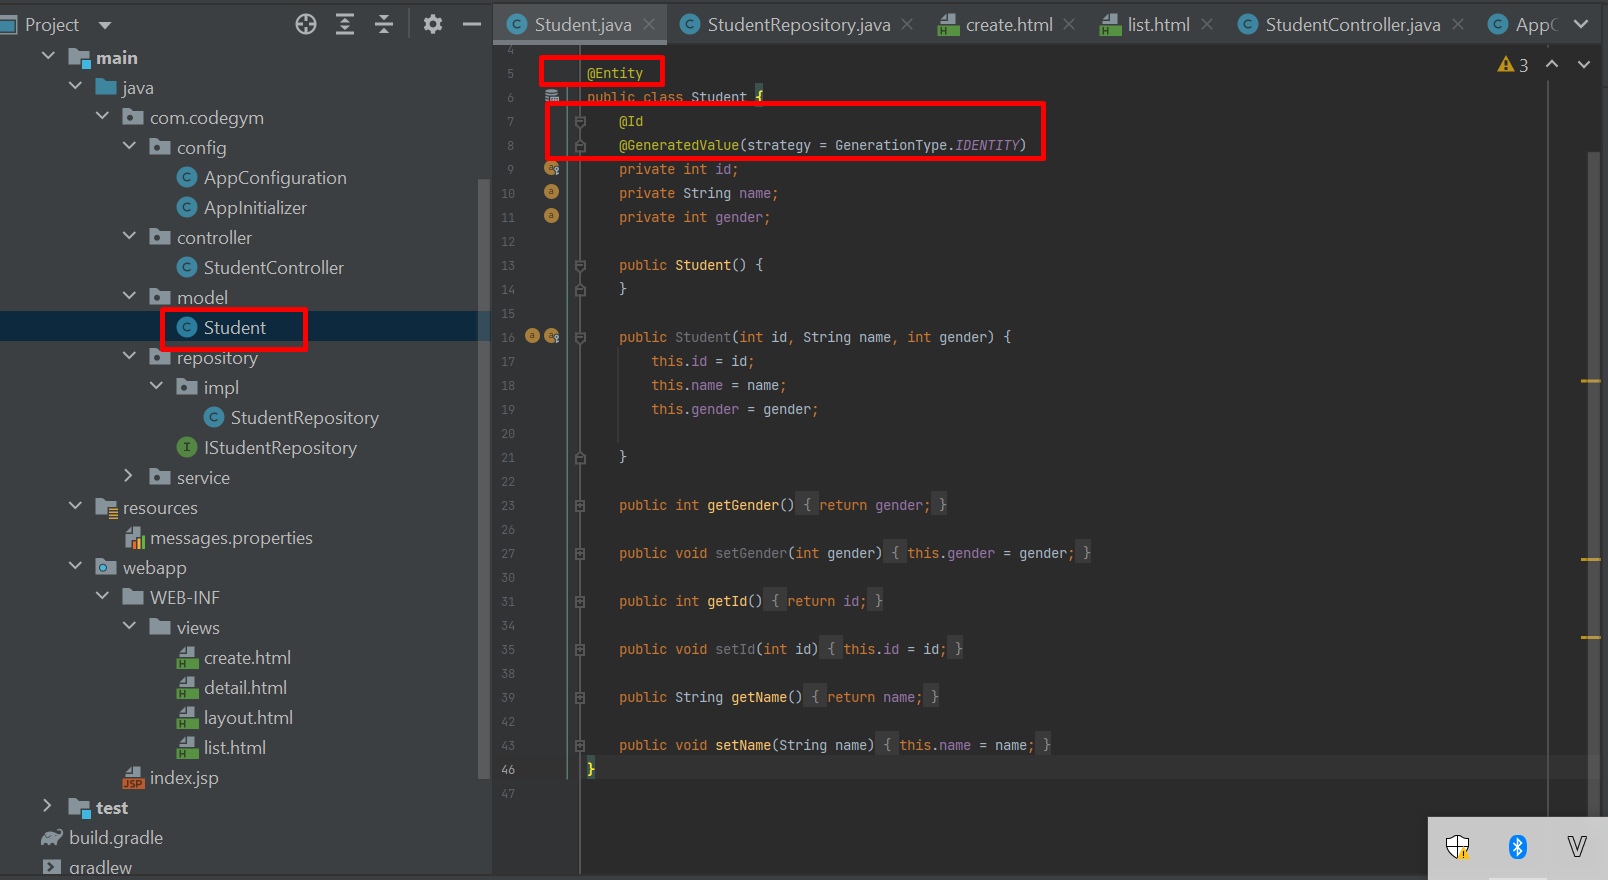 Project
main
java
com.codegym
config
AppConfiguration
AppInitializer
controller
StudentController
model
Student
repository
impl
StudentRepository
IStudentRepository
service
resources
messages.properties
webapp
WEB-INF
views
create.html
detail.html
layout.html
list.html
index.jsp
test
build.gradle
gradlew
Student.java StudentRepository.java create.html list.html StudentController.java AppC
3
4
5 @Entity
6 public class Student {
7 @Id
8 @GeneratedValue(strategy = GenerationType.IDENTITY)
9 private int id;
10 private String name;
11 private int gender;
12
13 public Student() {
14 }
15
16 public Student(int id, String name, int gender) {
17 this.id = id;
18 this.name = name;
19 this.gender = gender;
20
21 }
22
23 public int getGender() { return gender; }
26
27 public void setGender(int gender) { this.gender = gender; }
30
31 public int getId() { return id; }
34
35 public void setId(int id) { this.id = id; }
38
39 public String getName() { return name; }
42
43 public void setName(String name) { this.name = name; }
46 }
47